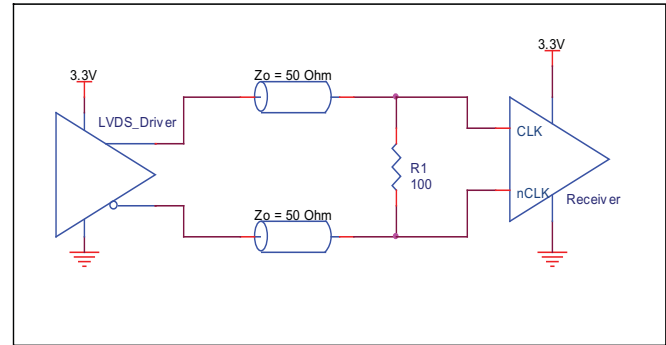 3.3V
LVDS_Driver
Zo = 50 Ohm
Zo = 50 Ohm
R1
100
3.3V
CLK
nCLK
Receiver